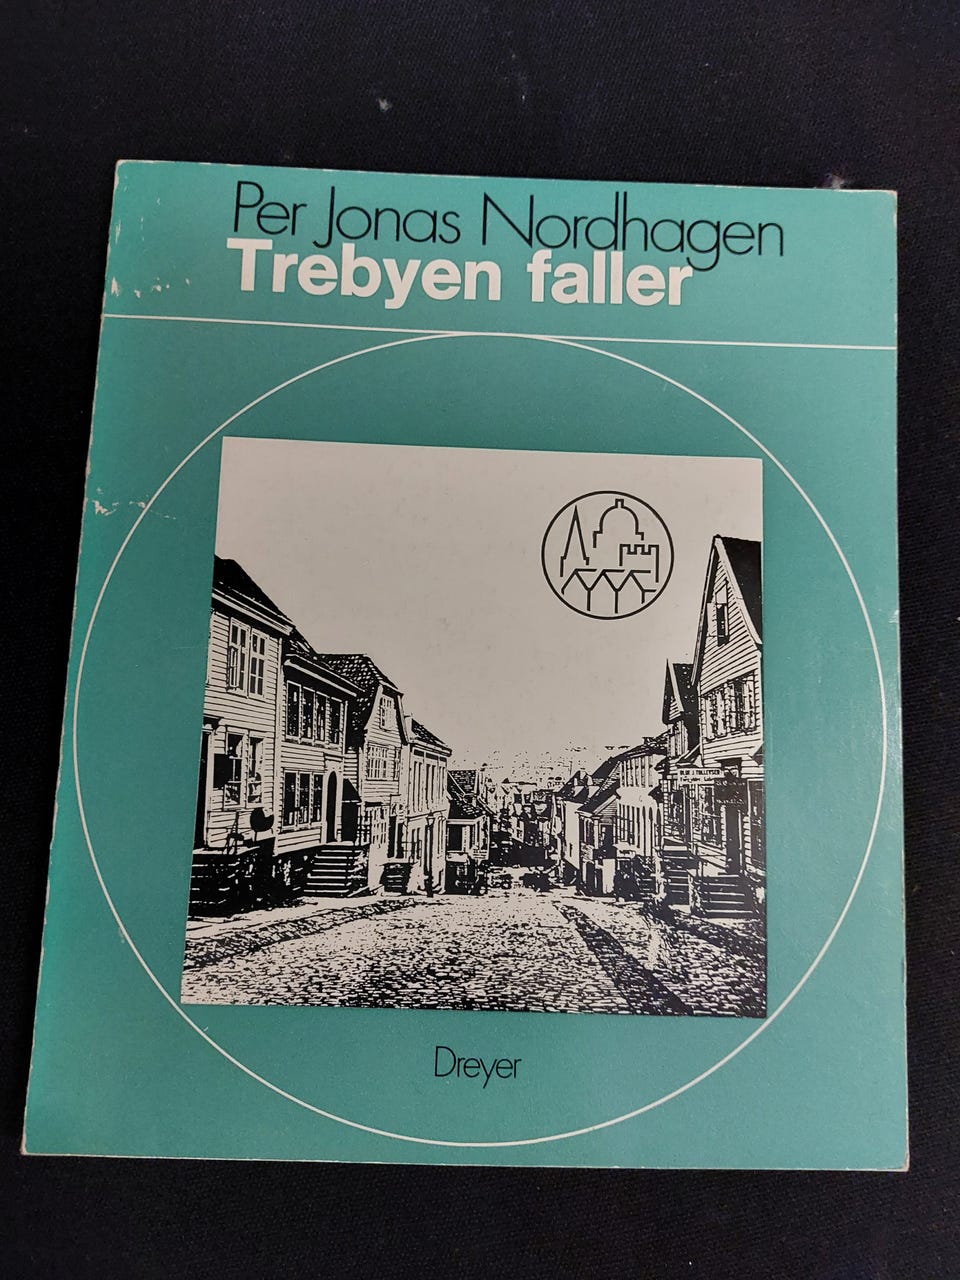 Per Jonas Nordhagen
Trebyen faller
Dreyer